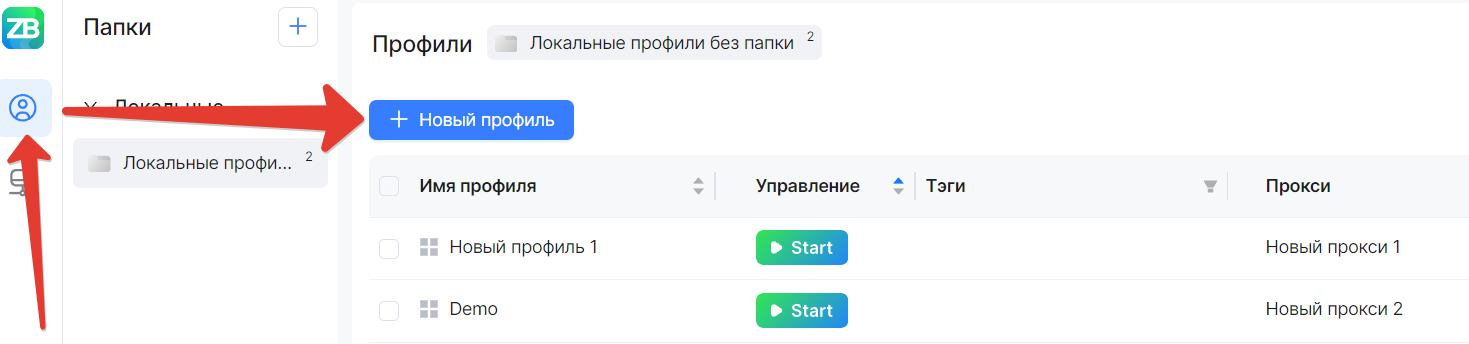 ZB
Папки
Профили
Локальные профили без папки 2
Локальные
Новый профиль
Локальные профи... 2
Имя профиля
Управление
Тэги
Прокси
Новый профиль 1
Start
Новый прокси 1
Demo
Start
Новый прокси 2